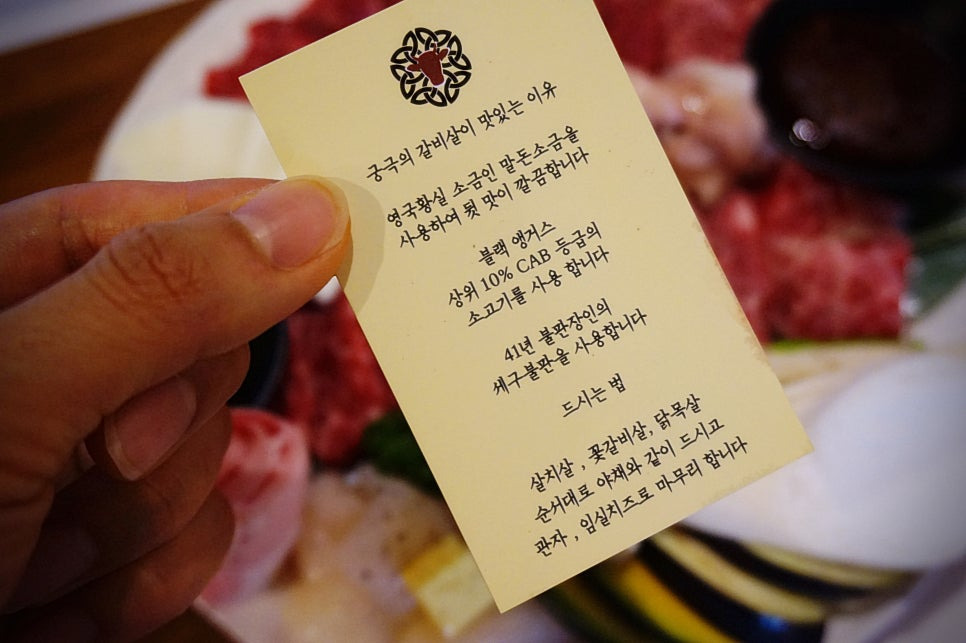 궁극의 갈비살이 맛있는 이유
영국황실 소금인 말돈소금을
사용하여 뒷 맛이 깔끔합니다
블랙 앵거스
상위 10% CAB 등급의
소고기를 사용 합니다
41년 불판장인의
세구불판을 사용합니다
드시는 법
살치살 , 꽃갈비살, 닭목살
순서대로 야채와 같이 드시고
관자 , 임실치즈로 마무리 합니다